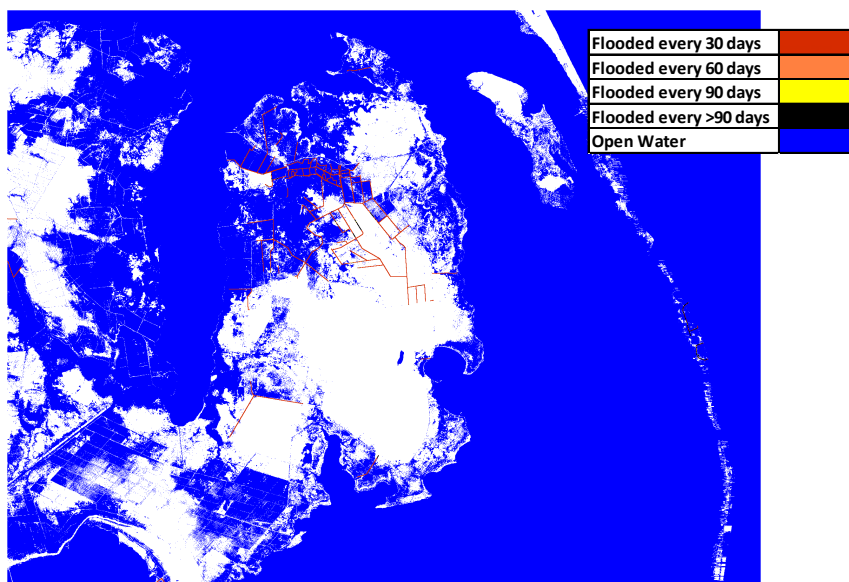 Flooded every 30 days
Flooded every 60 days
Flooded every 90 days
Flooded every >90 days
Open Water